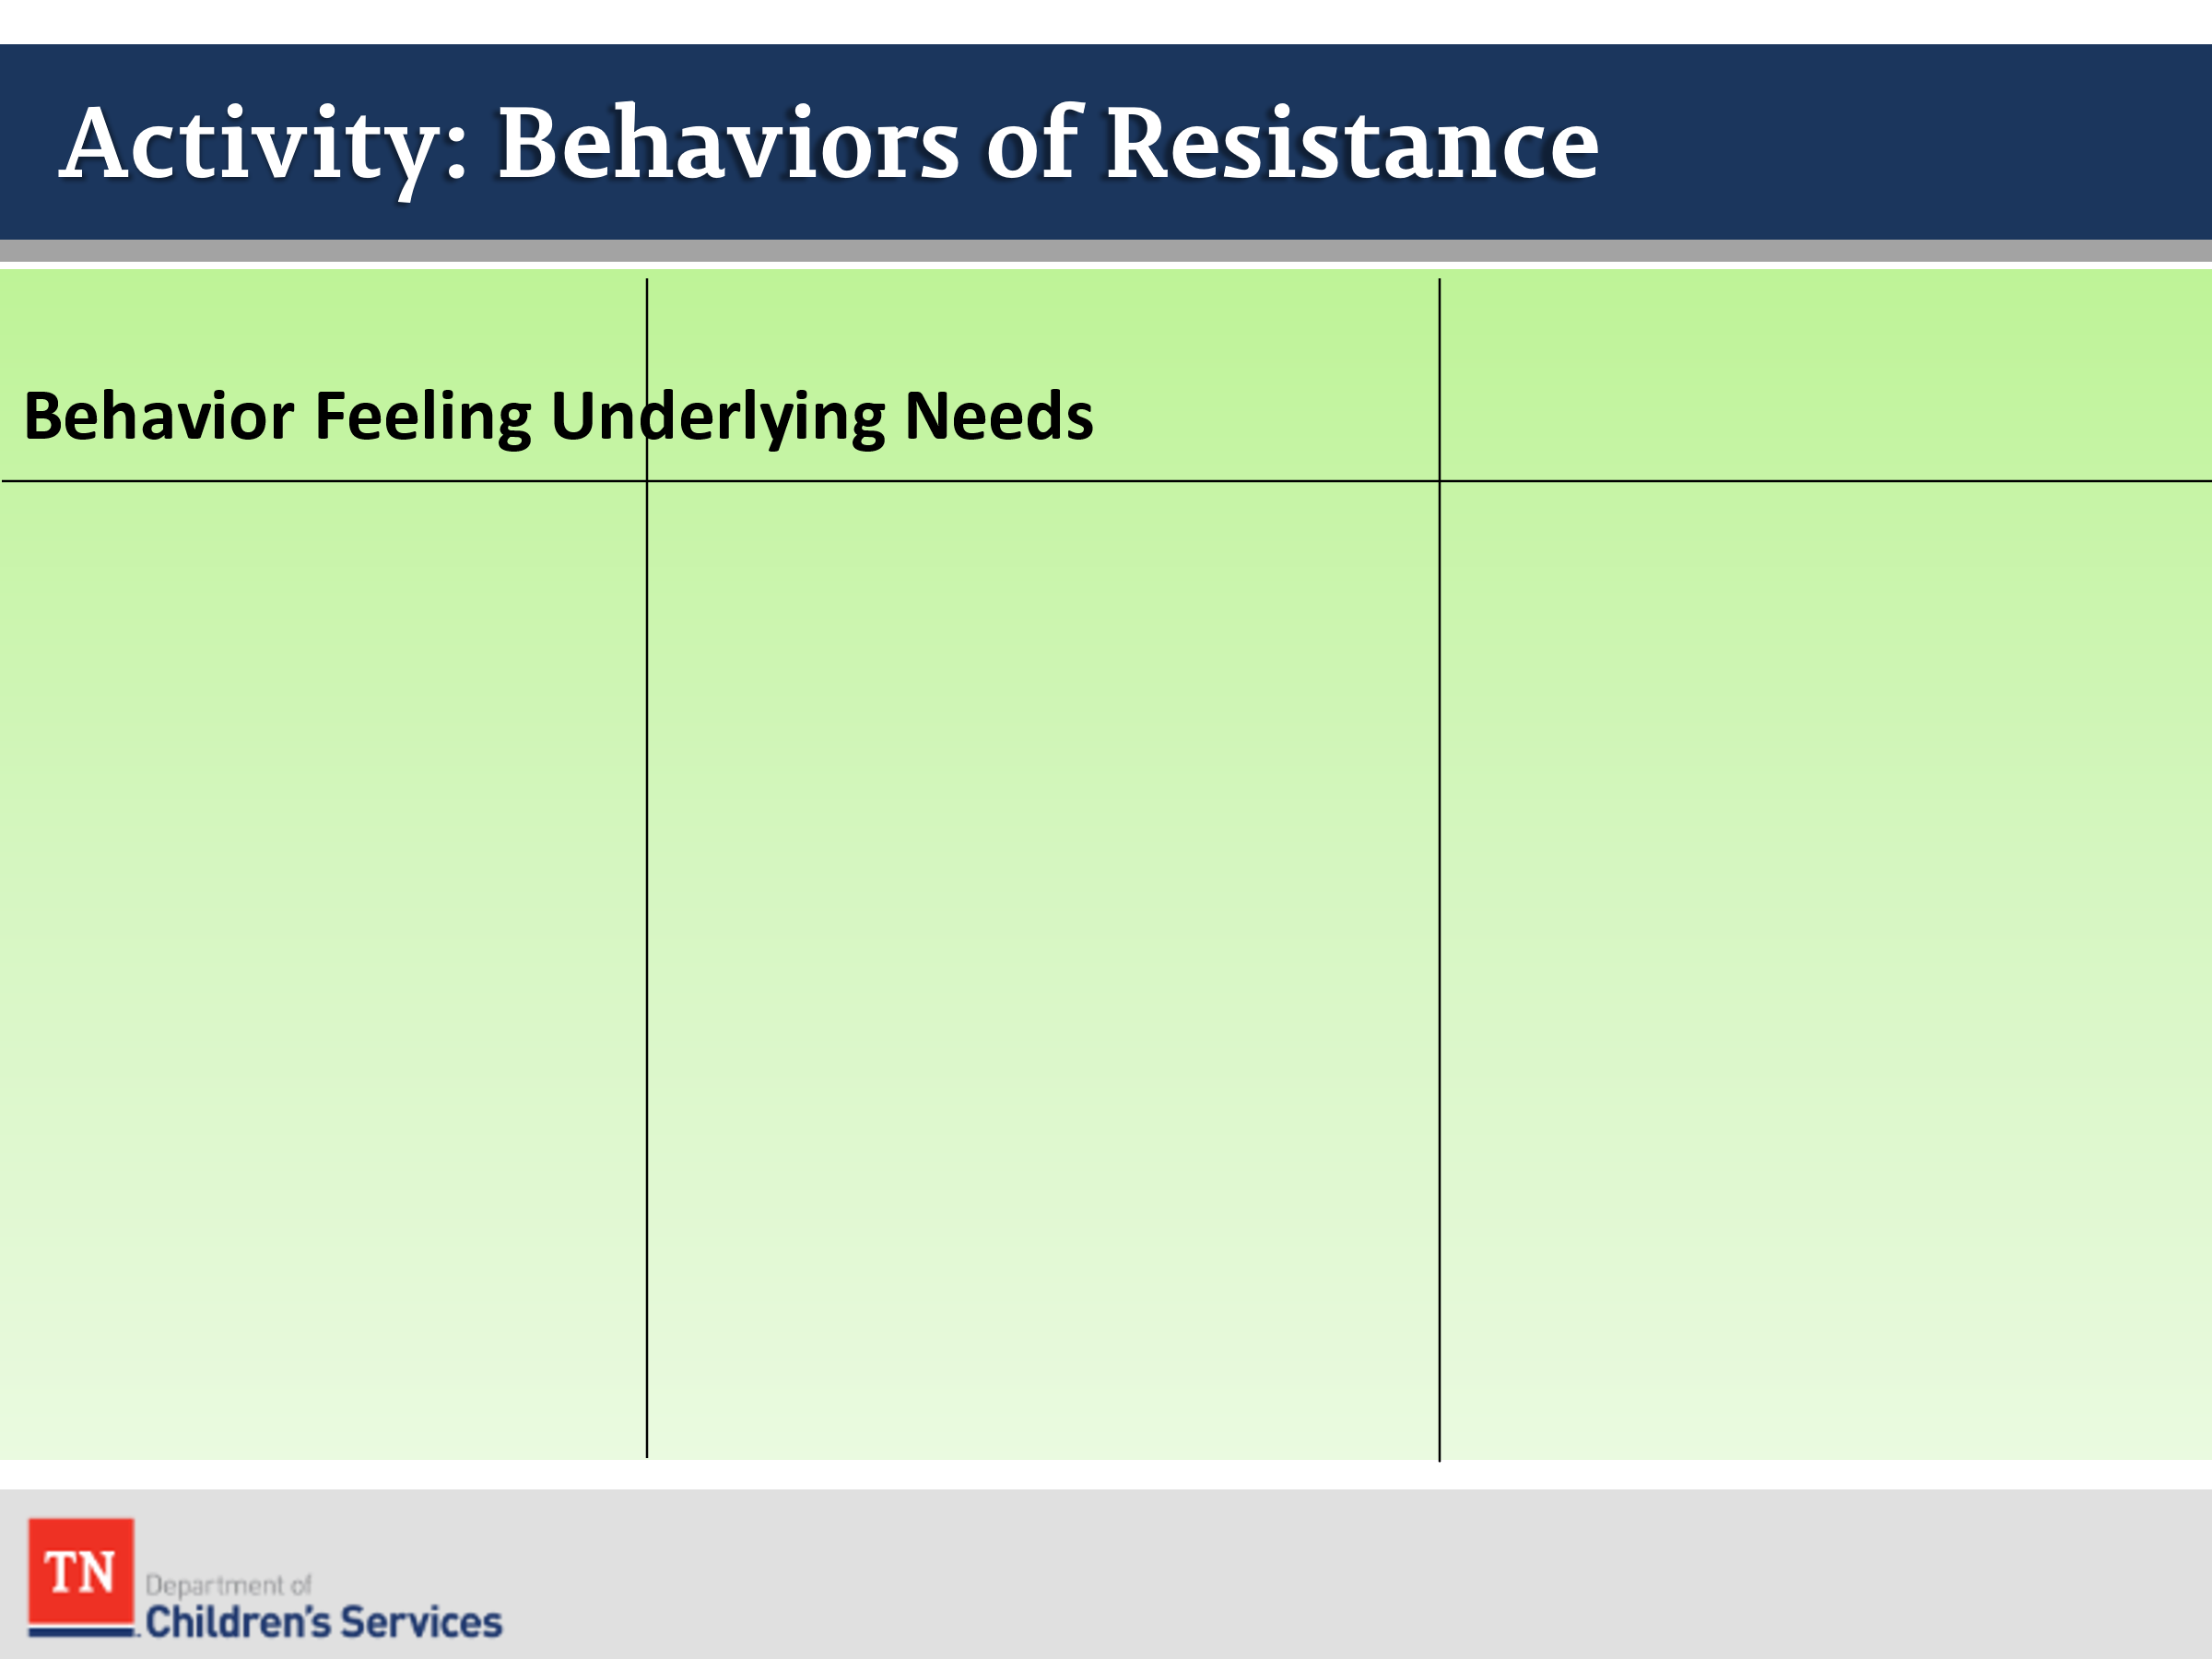 Activity: Behaviors of Resistance
Behavior Feeling Underlying Needs
TN
Department of
Children's Services